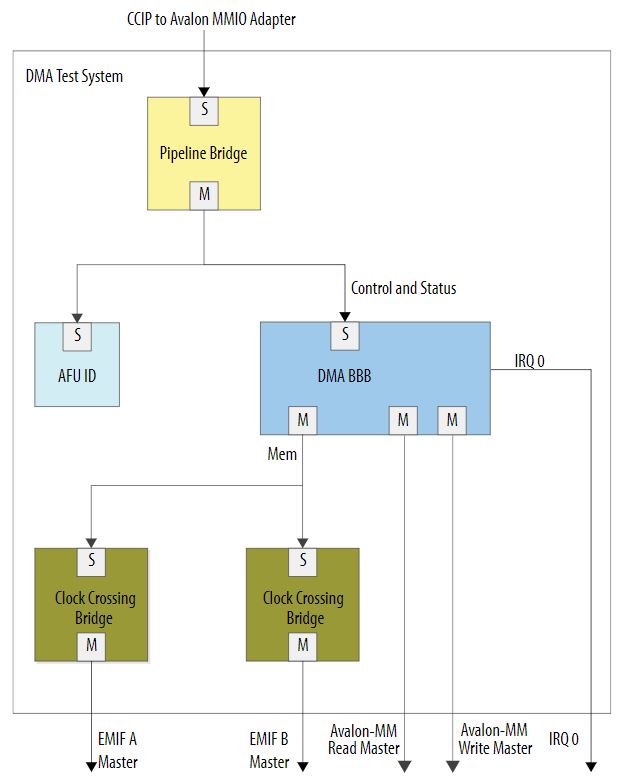 CCIP to Avalon MMIO Adapter
DMA Test System
S
Pipeline Bridge
M
Control and Status
S
AFU ID
S
DMA BBB
IRQ 0
M
M
M
Mem
S
Clock Crossing
Bridge
M
S
Clock Crossing
Bridge
M
EMIF A
Master
EMIF B
Master
Avalon-MM
Read Master
Avalon-MM
Write Master
IRQ 0